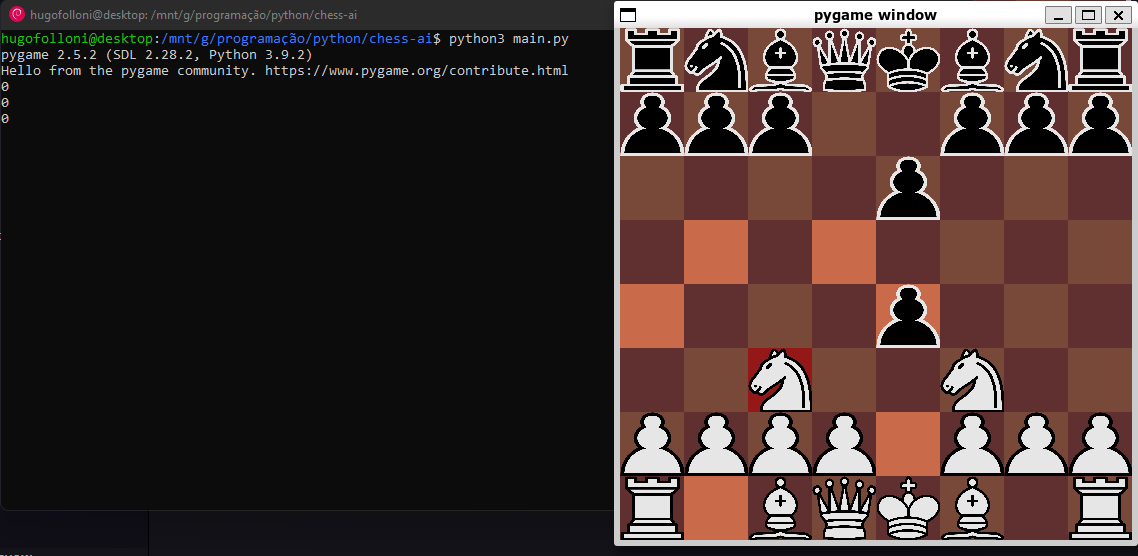 hugofolloni@desktop: /mnt/g/programação/python/chess-ai
hugofolloni@desktop:/mnt/g/programação/python/chess-ai$ python3 main.py
pygame 2.5.2 (SDL 2.28.2, Python 3.9.2)
Hello from the pygame community. https://www.pygame.org/contribute.html
0
0
0
pygame window